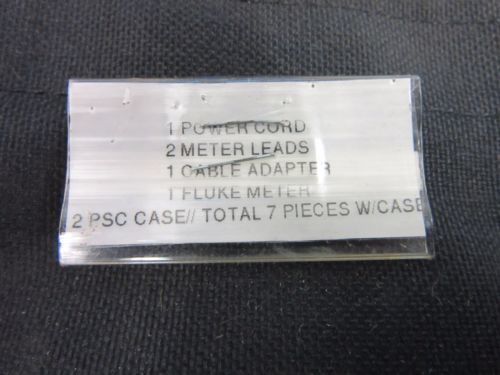 1 POWER CORD
2 METER LEADS
1 CABLE ADAPTER
1 FLUKE METER
2 PSC CASE// TOTAL 7 PIECES W/CASE